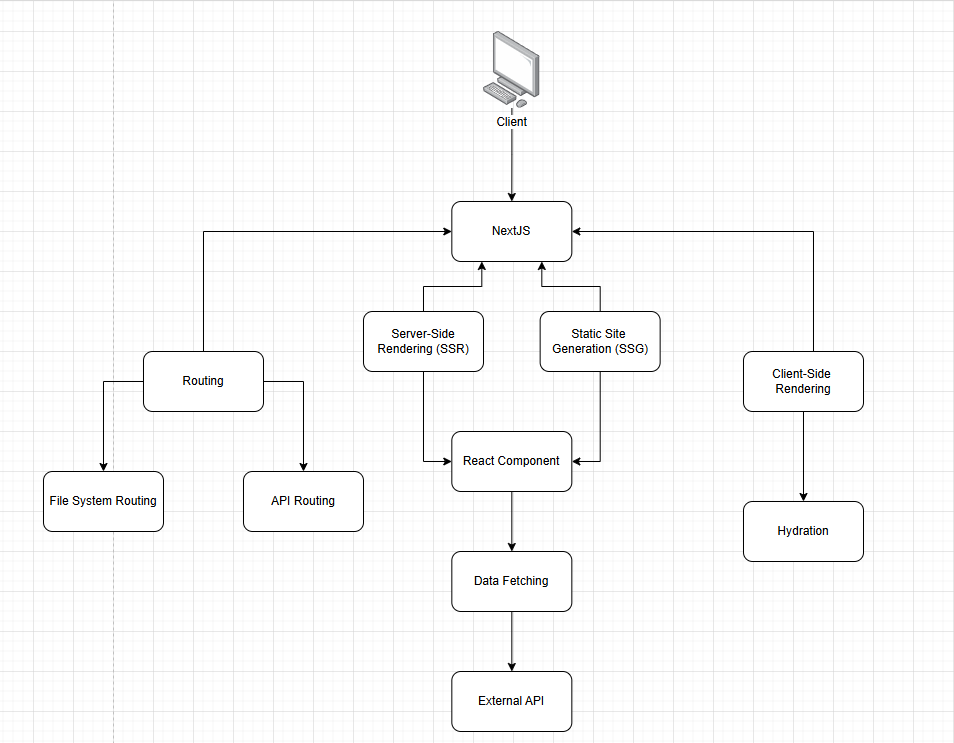 Client
NextJS
Server-Side
Rendering (SSR)
Static Site
Generation (SSG)
Routing
Client-Side
Rendering
React Component
File System Routing
API Routing
Hydration
Data Fetching
External API